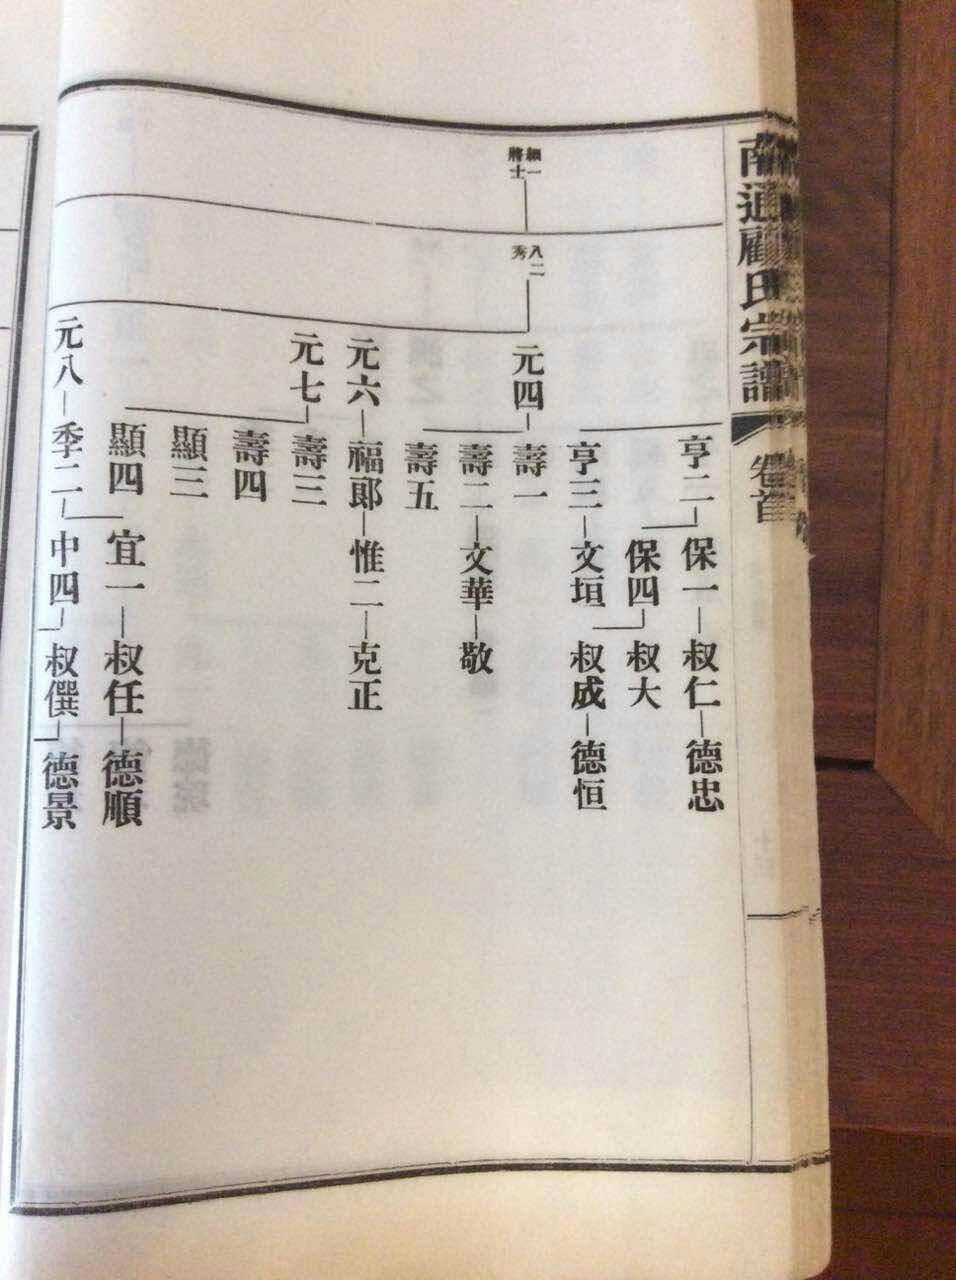 南通顧氏宗譜
卷首
細一
將士
八二
秀
亨二
保一
叔仁
德忠
保四
叔大
亨三
文垣
叔成
德恒
元四
壽一
壽二
文華
敬
壽五
元六
福郎
惟二
克正
元七
壽三
壽四
顯三
顯四
宜一
叔任
德順
元八
季二
中四
叔僎
德景